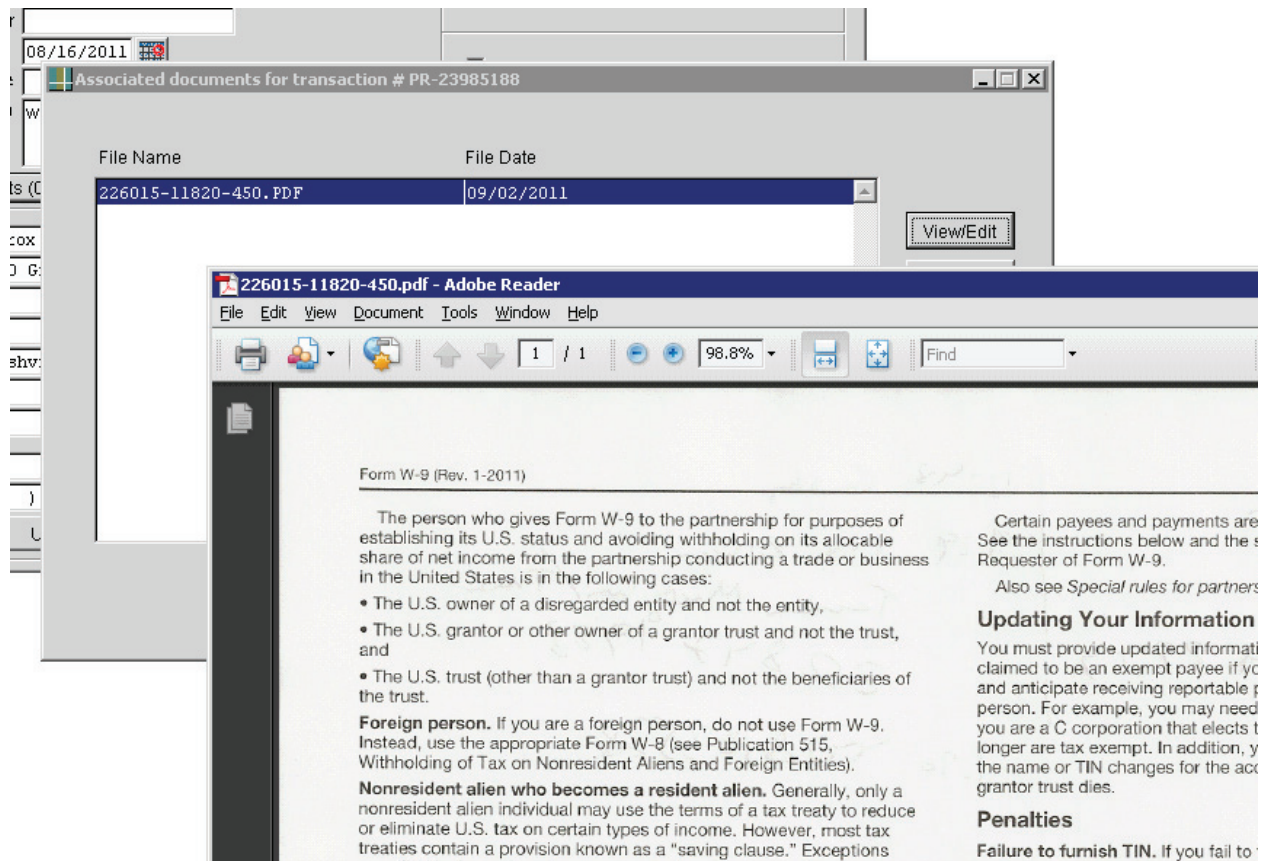 r
08/16/2011
Associated documents for transaction # PR-23985188
w
File Name File Date
ts (
226015-11820-450.PDF 09/02/2011
cox
View/Edit
O G
226015-11820-450.pdf - Adobe Reader
File Edit View Document Tools Window Help
1 / 1 98.8% Find
shv
)
U
Form W-9 (Rev. 1-2011)
The person who gives Form W-9 to the partnership for purposes of
establishing its U.S. status and avoiding withholding on its allocable
share of net income from the partnership conducting a trade or business
in the United States is in the following cases:
• The U.S. owner of a disregarded entity and not the entity,
• The U.S. grantor or other owner of a grantor trust and not the trust,
and
• The U.S. trust (other than a grantor trust) and not the beneficiaries of
the trust.
Foreign person. If you are a foreign person, do not use Form W-9.
Instead, use the appropriate Form W-8 (see Publication 515,
Withholding of Tax on Nonresident Aliens and Foreign Entities).
Nonresident alien who becomes a resident alien. Generally, only a
nonresident alien individual may use the terms of a tax treaty to reduce
or eliminate U.S. tax on certain types of income. However, most tax
treaties contain a provision known as a "saving clause." Exceptions
Certain payees and payments are
See the instructions below and the s
Requester of Form W-9.
Also see Special rules for partners
Updating Your Information
You must provide updated informati
claimed to be an exempt payee if yo
and anticipate receiving reportable p
person. For example, you may need
you are a C corporation that elects t
longer are tax exempt. In addition, y
the name or TIN changes for the acc
grantor trust dies.
Penalties
Failure to furnish TIN. If you fail to